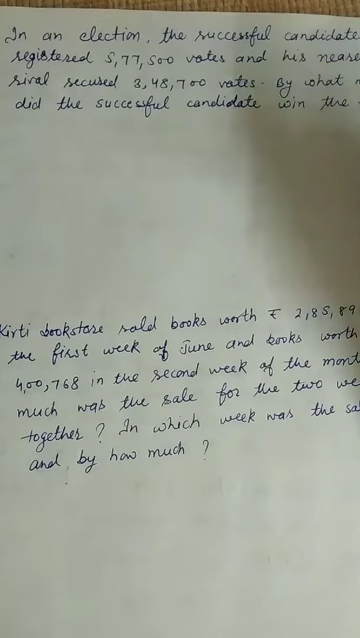 In an election, the successful candidate
registered 5,77,500 votes and his neare
rival secured 3,48,700 votes. By what
did the successful candidate win the
Kirti bookstore sold books worth ₹ 2,85,89
the first week of June and books worth
4,00,768 in the second week of the mont
much was the sale for the two we
together? In which week was the sa
and by how much?